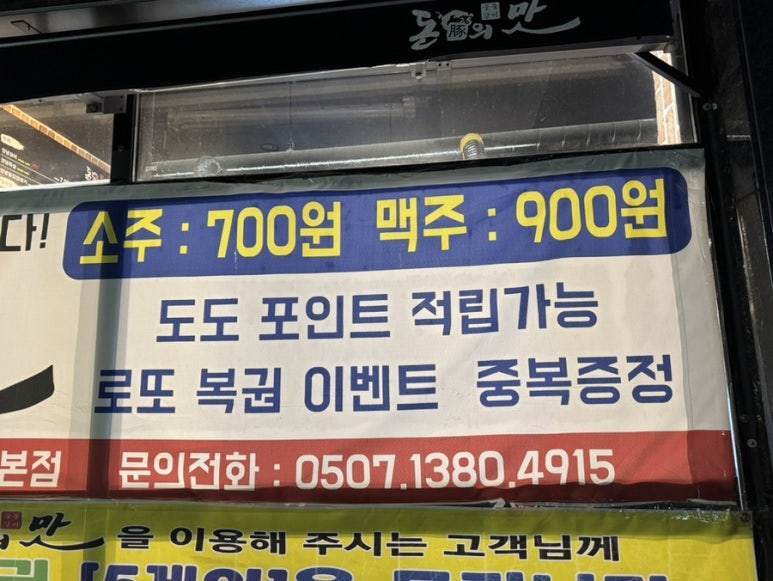 돈 豚 의 맛
다!
소주 : 700원 맥주 : 900원
도도 포인트 적립가능
로또 복권 이벤트 중복증정
본점
문의전화 : 0507.1380.4915
맛 을 이용해 주시는 고객님께